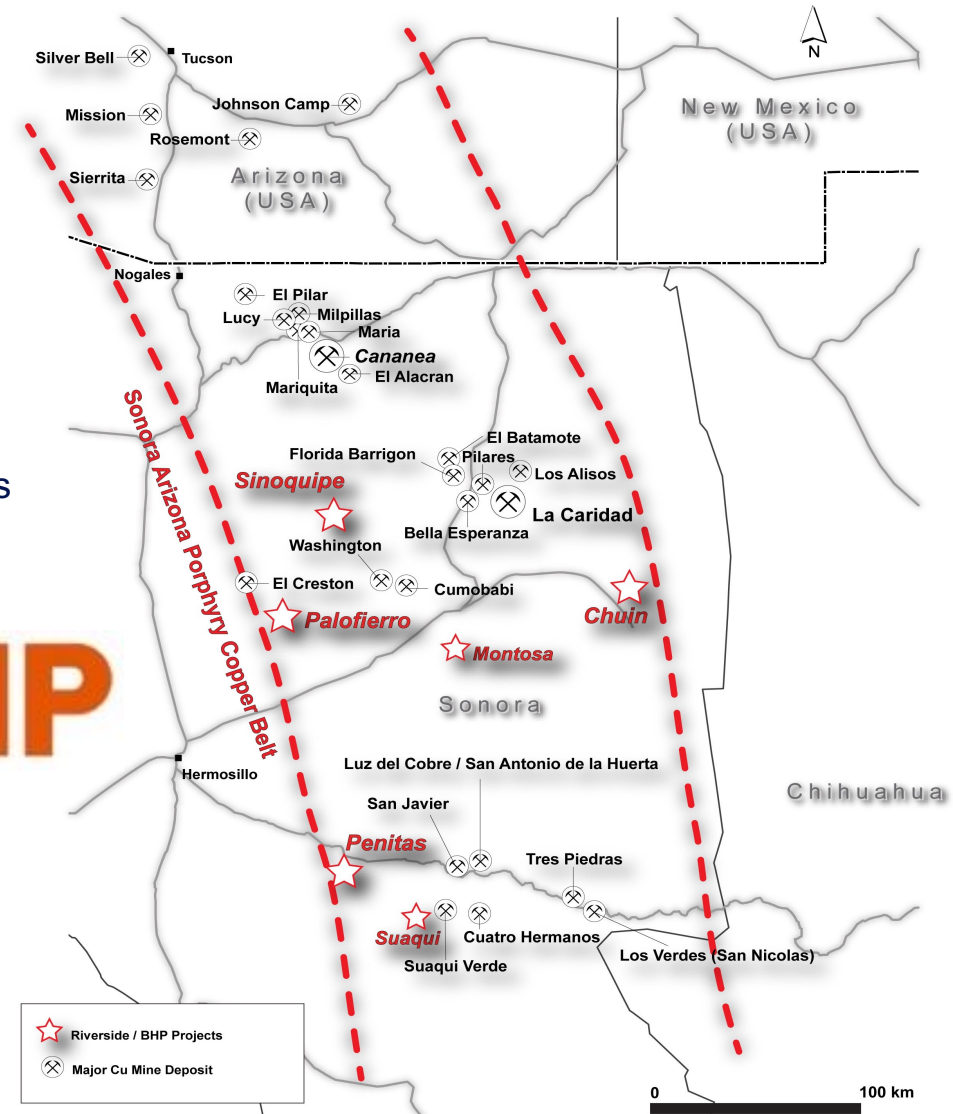 N
Silver Bell
Tucson
Johnson Camp
New Mexico
(USA)
Mission
Rosemont
Sierrita
Arizona
(USA)
Nogales
El Pilar
Lucy
Milpillas
Maria
Cananea
El Alacran
Mariquita
Sonora Arizona Porphyry Copper Belt
El Batamote
Florida Barrigon
Pilares
Los Alisos
Sinoquipe
s
La Caridad
Bella Esperanza
Washington
El Creston
Cumobabi
Palofierro
Chuin
Montosa
Sonora
Luz del Cobre / San Antonio de la Huerta
Hermosillo
Chihuahua
San Javier
Penitas
Tres Piedras
Suaqui
Cuatro Hermanos
Los Verdes (San Nicolas)
Suaqui Verde
Riverside / BHP Projects
Major Cu Mine Deposit
0 100 km